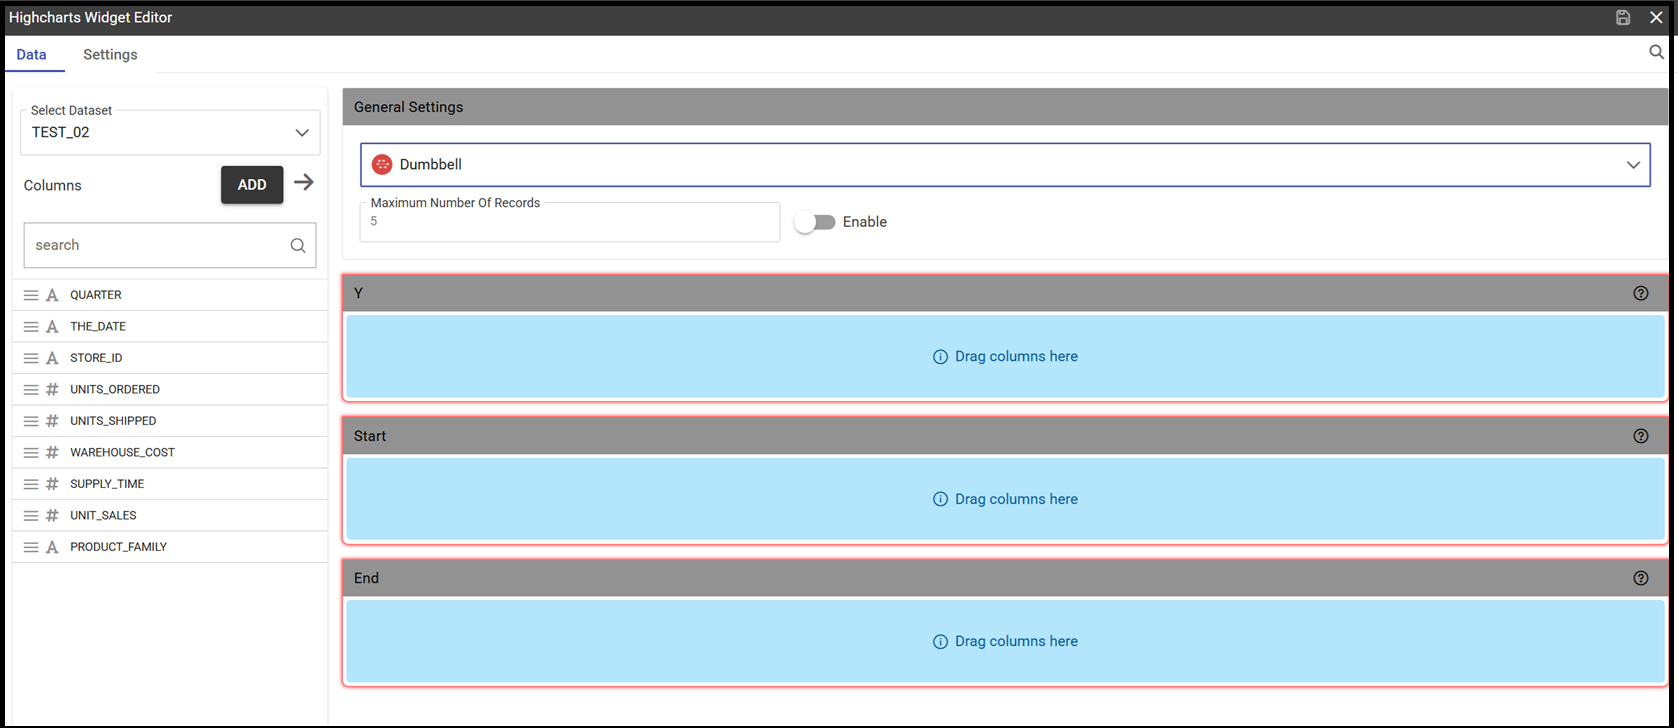 Highcharts Widget Editor
Data Settings
Select Dataset
TEST_02
Columns ADD
search
QUARTER
THE_DATE
STORE_ID
UNITS_ORDERED
UNITS_SHIPPED
WAREHOUSE_COST
SUPPLY_TIME
UNIT_SALES
PRODUCT_FAMILY
General Settings
Dumbbell
Maximum Number Of Records
5
Enable
Y
Drag columns here
Start
Drag columns here
End
Drag columns here